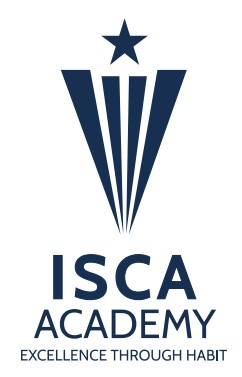 ISCA
ACADEMY
EXCELLENCE THROUGH HABIT